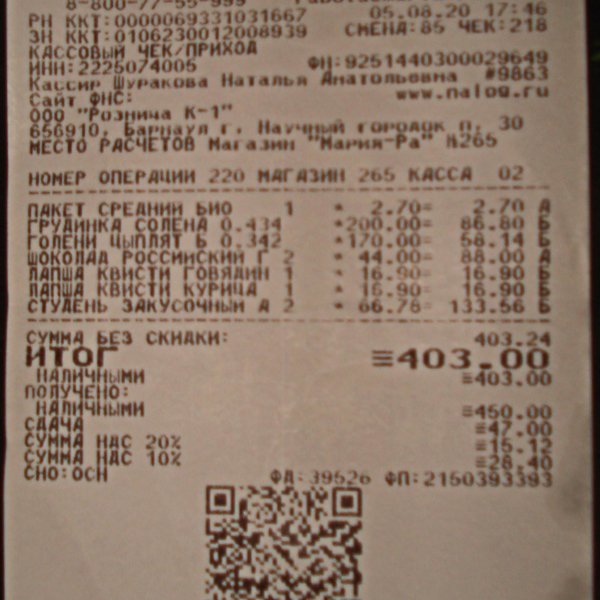 8-800-77-55-999
РН ККТ:0000069331031667 05.08.20 17:46
ЗН ККТ:0106230012008939 СМЕНА:85 ЧЕК:218
КАССОВЫЙ ЧЕК/ПРИХОД
ИНН:2225074005 ФН:9251440300029649
Кассир Шуракова Наталья Анатольевна #9863
Сайт ФНС: www.nalog.ru
ООО "Розница К-1"
656910, Барнаул г, Научный городок п, 30
МЕСТО РАСЧЕТОВ Магазин "Мария-Ра" №265
НОМЕР ОПЕРАЦИИ 220 МАГАЗИН 265 КАССА 02
ПАКЕТ СРЕДНИЙ БИО 1 * 2.70= 2.70 А
ГРУДИНКА СОЛЕНА 0.434 *200.00= 86.80 Б
ГОЛЕНИ ЦЫПЛЯТ Б 0.342 *170.00= 58.14 Б
ШОКОЛАД РОССИЙСКИЙ Г 2 * 44.00= 88.00 А
ЛАПША КВИСТИ ГОВЯДИН 1 * 16.90= 16.90 Б
ЛАПША КВИСТИ КУРИЦА 1 * 16.90= 16.90 Б
СТУДЕНЬ ЗАКУСОЧНЫЙ А 2 * 66.78= 133.56 Б
СУММА БЕЗ СКИДКИ: 403.24
ИТОГ ≡403.00
НАЛИЧНЫМИ ≡403.00
ПОЛУЧЕНО:
НАЛИЧНЫМИ ≡450.00
СДАЧА ≡47.00
СУММА НДС 20% ≡15.12
СУММА НДС 10% ≡28.40
СНО:ОСН ФД:39526 ФП:2150393393